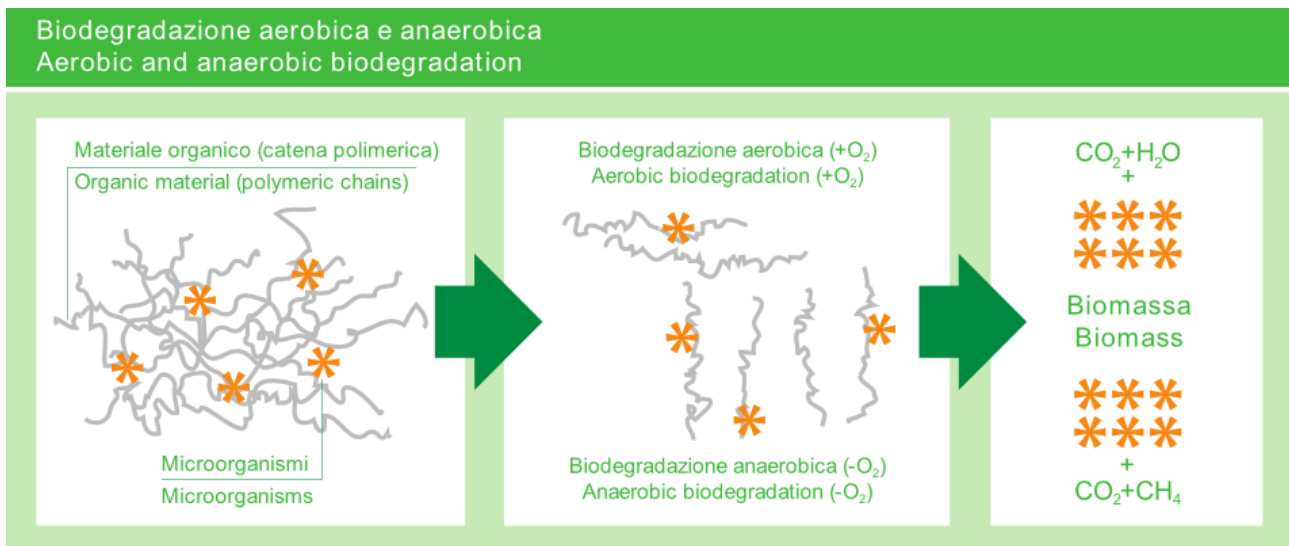 Biodegradazione aerobica e anaerobica
Aerobic and anaerobic biodegradation
Materiale organico (catena polimerica)
Organic material (polymeric chains)
Microorganismi
Microorganisms
Biodegradazione aerobica (+O₂)
Aerobic biodegradation (+O₂)
Biodegradazione anaerobica (-O₂)
Anaerobic biodegradation (-O₂)
CO₂+H₂O
+
Biomassa
Biomass
+
CO₂+CH₄